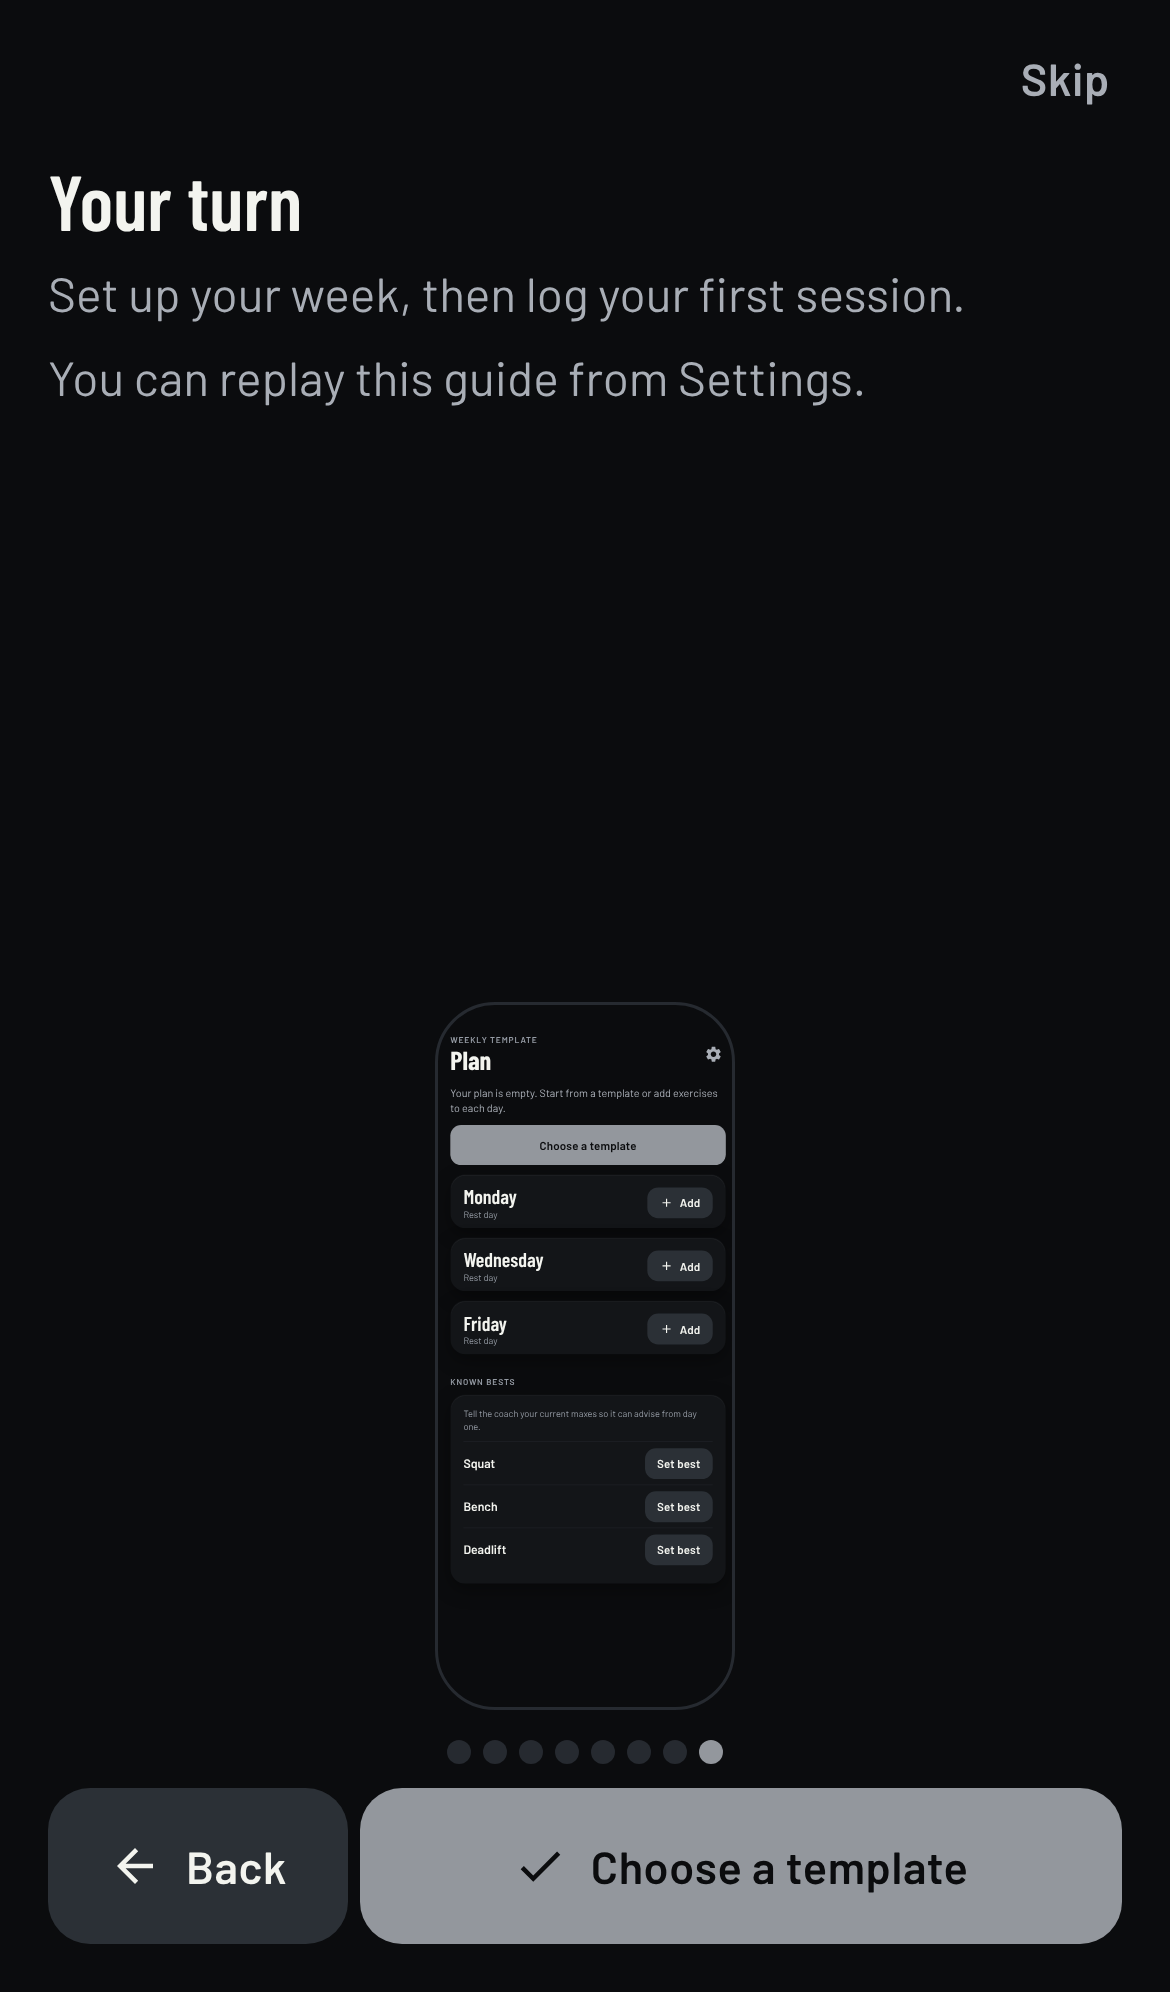 Skip
Your turn
Set up your week, then log your first session.
You can replay this guide from Settings.
WEEKLY TEMPLATE
Plan
Your plan is empty. Start from a template or add exercises
to each day.
Choose a template
Monday
Rest day
+ Add
Wednesday
Rest day
+ Add
Friday
Rest day
+ Add
KNOWN BESTS
Tell the coach your current maxes so it can advise from day
one.
Squat
Set best
Bench
Set best
Deadlift
Set best
Back
Choose a template